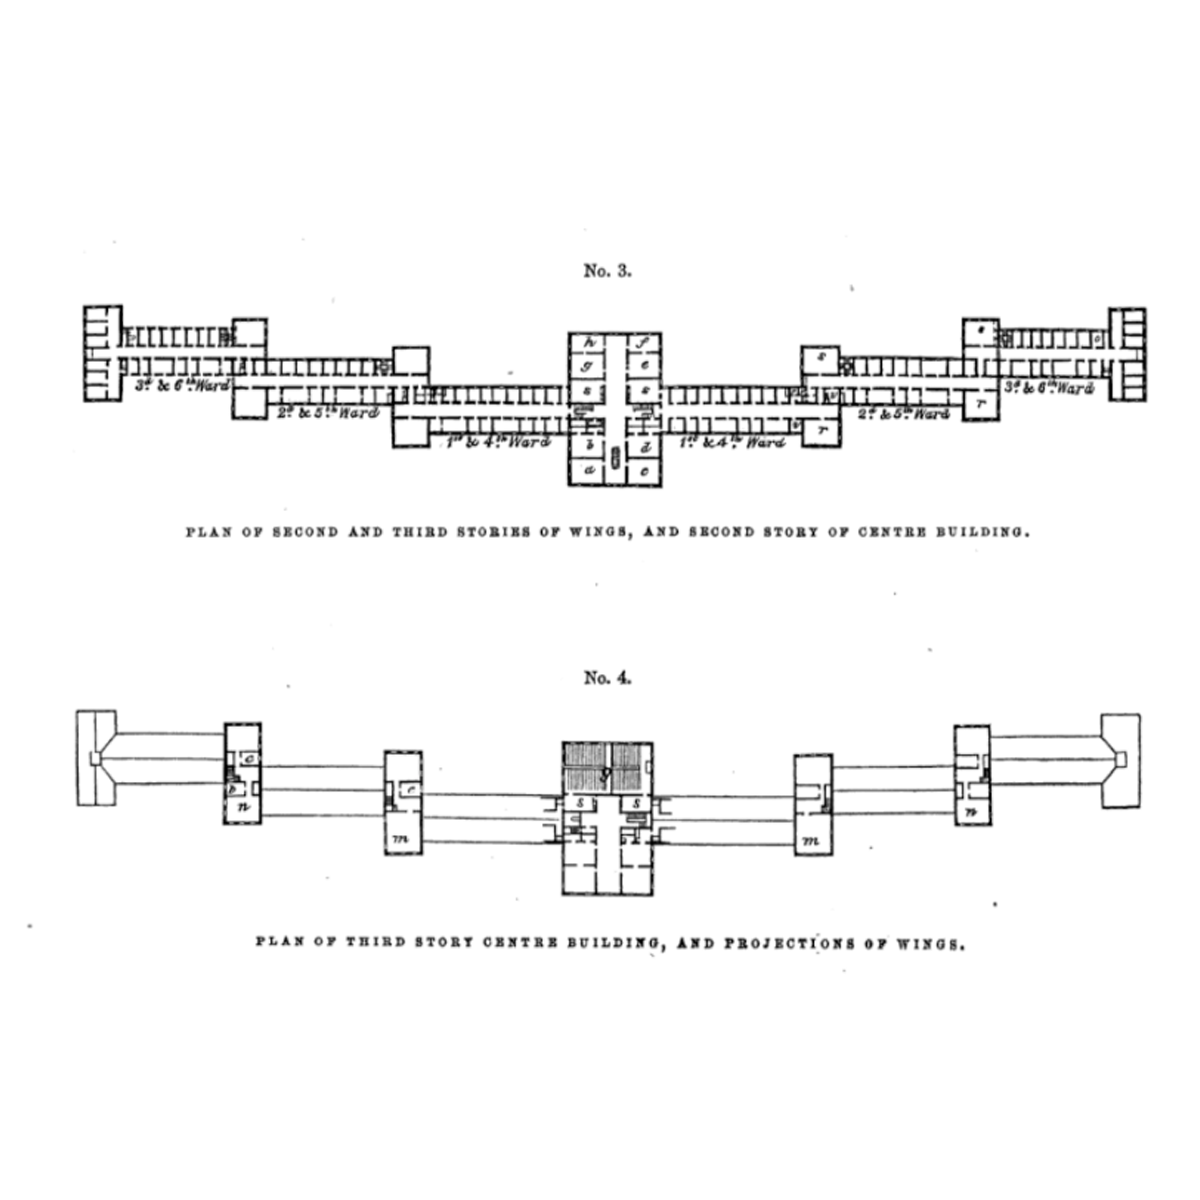 No. 3.
h f
g e
s s
b d
a c
s
r
s
r
3d & 6th Ward
2d & 5th Ward
1st & 4th Ward
1st & 4th Ward
2d & 5th Ward
3d & 6th Ward
PLAN OF SECOND AND THIRD STORIES OF WINGS, AND SECOND STORY OF CENTRE BUILDING.
No. 4.
c
b
n
c
m
g
s s
m
n
PLAN OF THIRD STORY CENTRE BUILDING, AND PROJECTIONS OF WINGS.